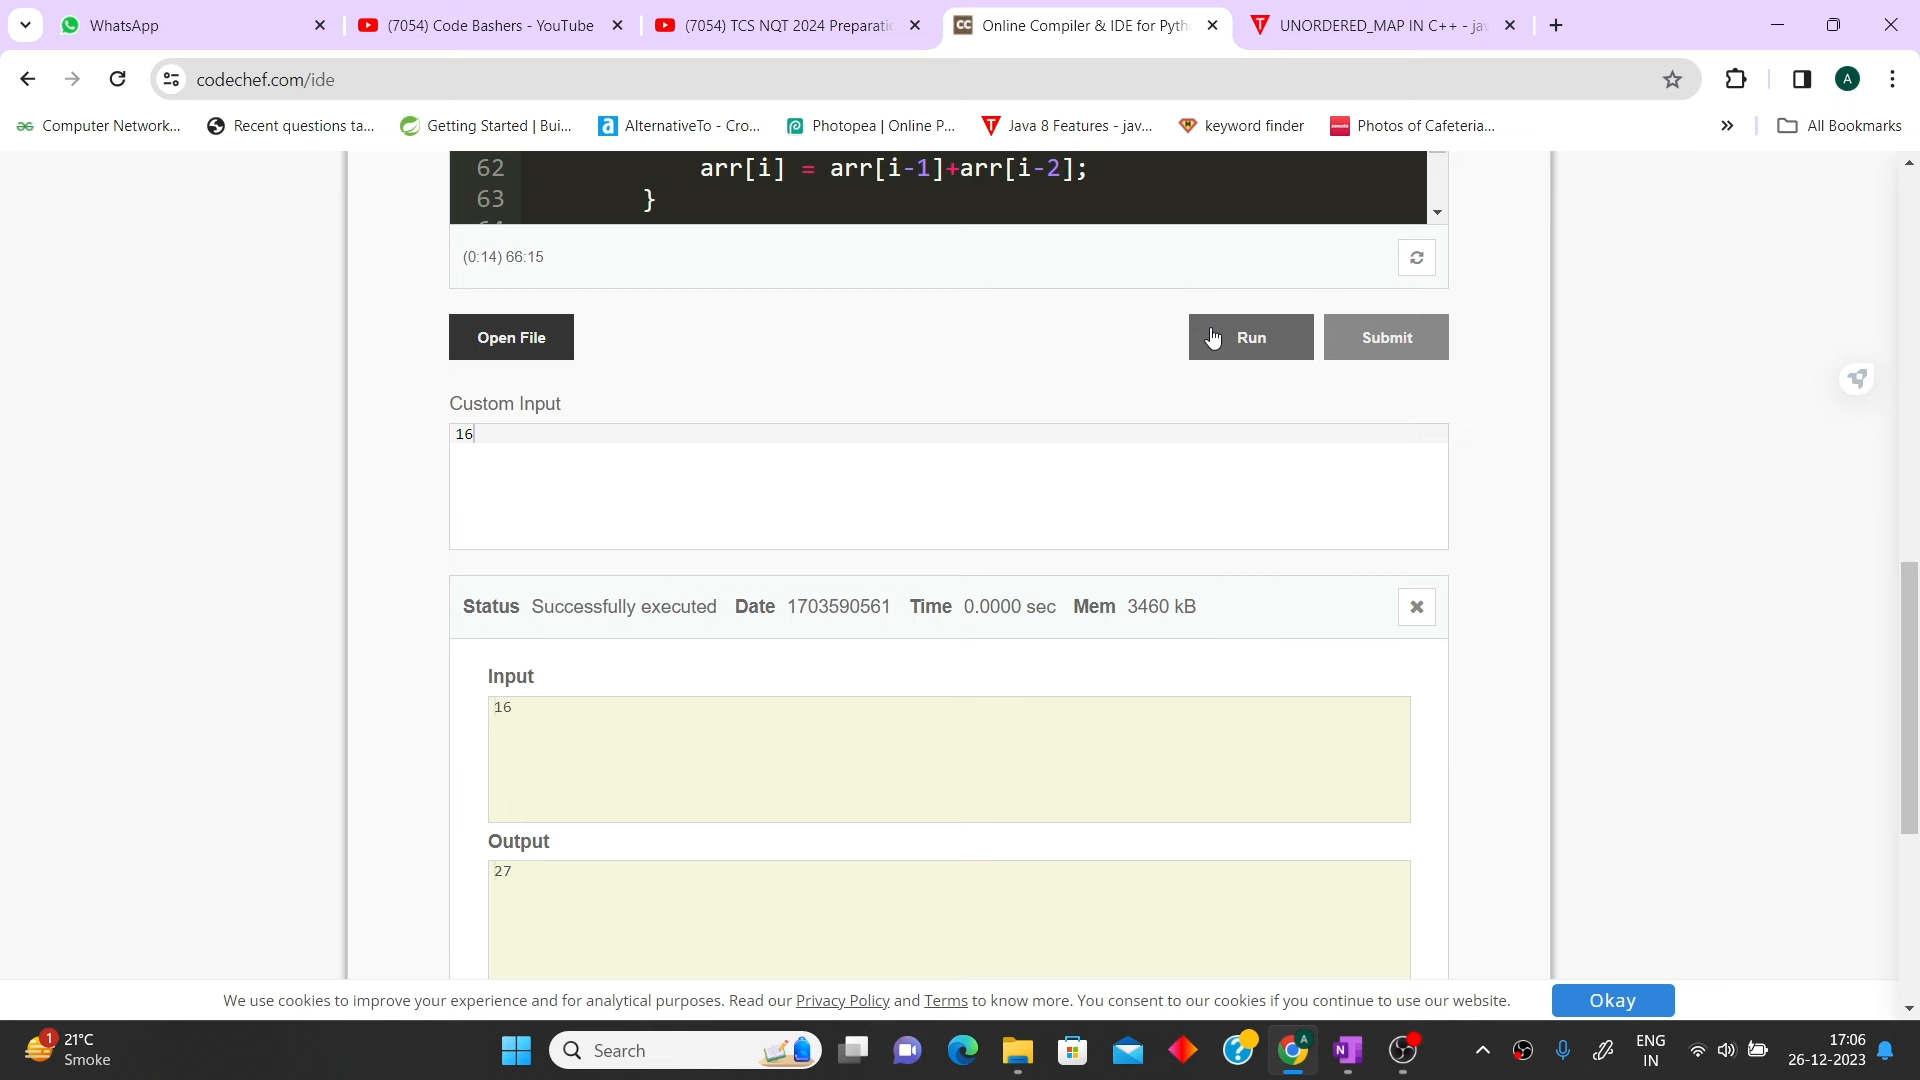 WhatsApp
(7054) Code Bashers - YouTube
(7054) TCS NQT 2024 Preparatic
CC Online Compiler & IDE for Pyth
UNORDERED_MAP IN C++ - jav
codechef.com/ide
A
Computer Network...
Recent questions ta...
Getting Started | Bui...
AlternativeTo - Cro...
Photopea | Online P...
Java 8 Features - jav...
keyword finder
Photos of Cafeteria...
All Bookmarks
62 arr[i] = arr[i-1]+arr[i-2];
63 }
(0:14) 66:15
Open File
Run
Submit
Custom Input
16
Status Successfully executed Date 1703590561 Time 0.0000 sec Mem 3460 kB
Input
16
Output
27
We use cookies to improve your experience and for analytical purposes. Read our Privacy Policy and Terms to know more. You consent to our cookies if you continue to use our website.
Okay
1
21°C
Smoke
Search
ENG
IN
17:06
26-12-2023